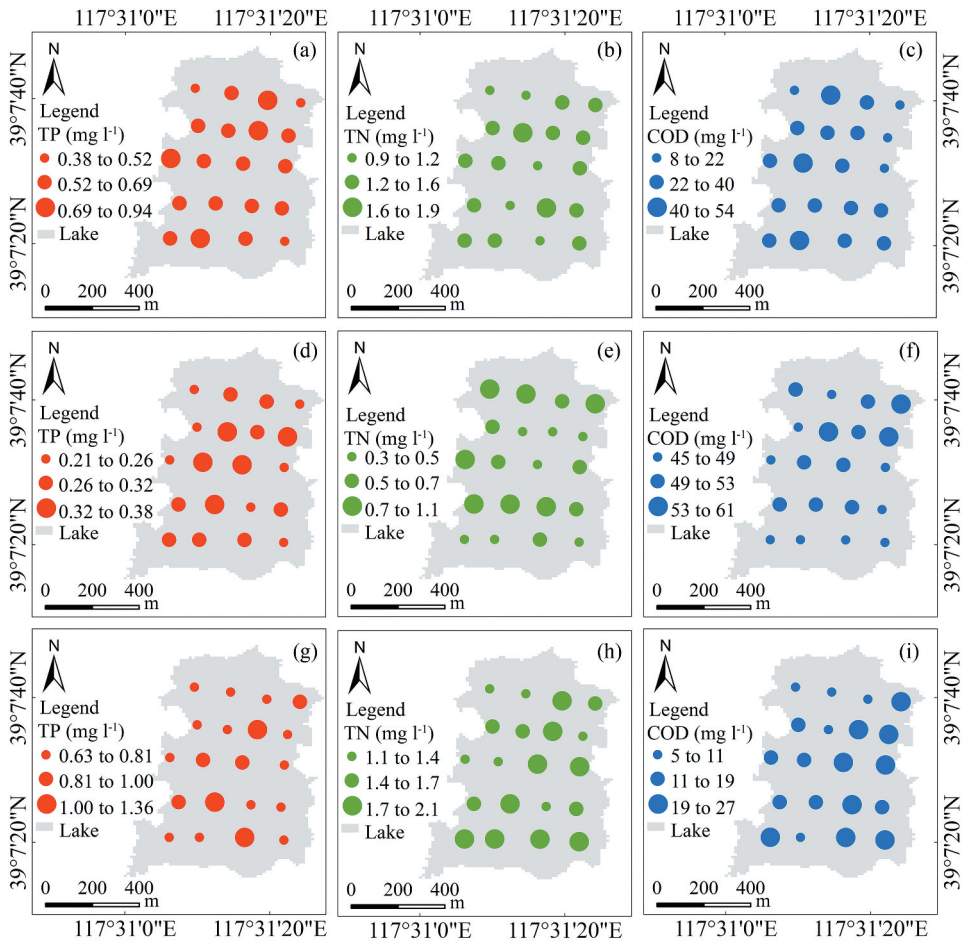 117°31'0"E 117°31'20"E 117°31'0"E 117°31'20"E 117°31'0"E 117°31'20"E
39°7'40"N
39°7'20"N
N
(a)
Legend
TP (mg l⁻¹)
0.38 to 0.52
0.52 to 0.69
0.69 to 0.94
Lake
0 200 400
m
N
(b)
Legend
TN (mg l⁻¹)
0.9 to 1.2
1.2 to 1.6
1.6 to 1.9
Lake
0 200 400
m
N
(c)
Legend
COD (mg l⁻¹)
8 to 22
22 to 40
40 to 54
Lake
0 200 400
m
39°7'40"N
39°7'20"N
39°7'40"N
39°7'20"N
N
(d)
Legend
TP (mg l⁻¹)
0.21 to 0.26
0.26 to 0.32
0.32 to 0.38
Lake
0 200 400
m
N
(e)
Legend
TN (mg l⁻¹)
0.3 to 0.5
0.5 to 0.7
0.7 to 1.1
Lake
0 200 400
m
N
(f)
Legend
COD (mg l⁻¹)
45 to 49
49 to 53
53 to 61
Lake
0 200 400
m
39°7'40"N
39°7'20"N
39°7'40"N
39°7'20"N
N
(g)
Legend
TP (mg l⁻¹)
0.63 to 0.81
0.81 to 1.00
1.00 to 1.36
Lake
0 200 400
m
N
(h)
Legend
TN (mg l⁻¹)
1.1 to 1.4
1.4 to 1.7
1.7 to 2.1
Lake
0 200 400
m
N
(i)
Legend
COD (mg l⁻¹)
5 to 11
11 to 19
19 to 27
Lake
0 200 400
m
39°7'40"N
39°7'20"N
117°31'0"E 117°31'20"E 117°31'0"E 117°31'20"E 117°31'0"E 117°31'20"E